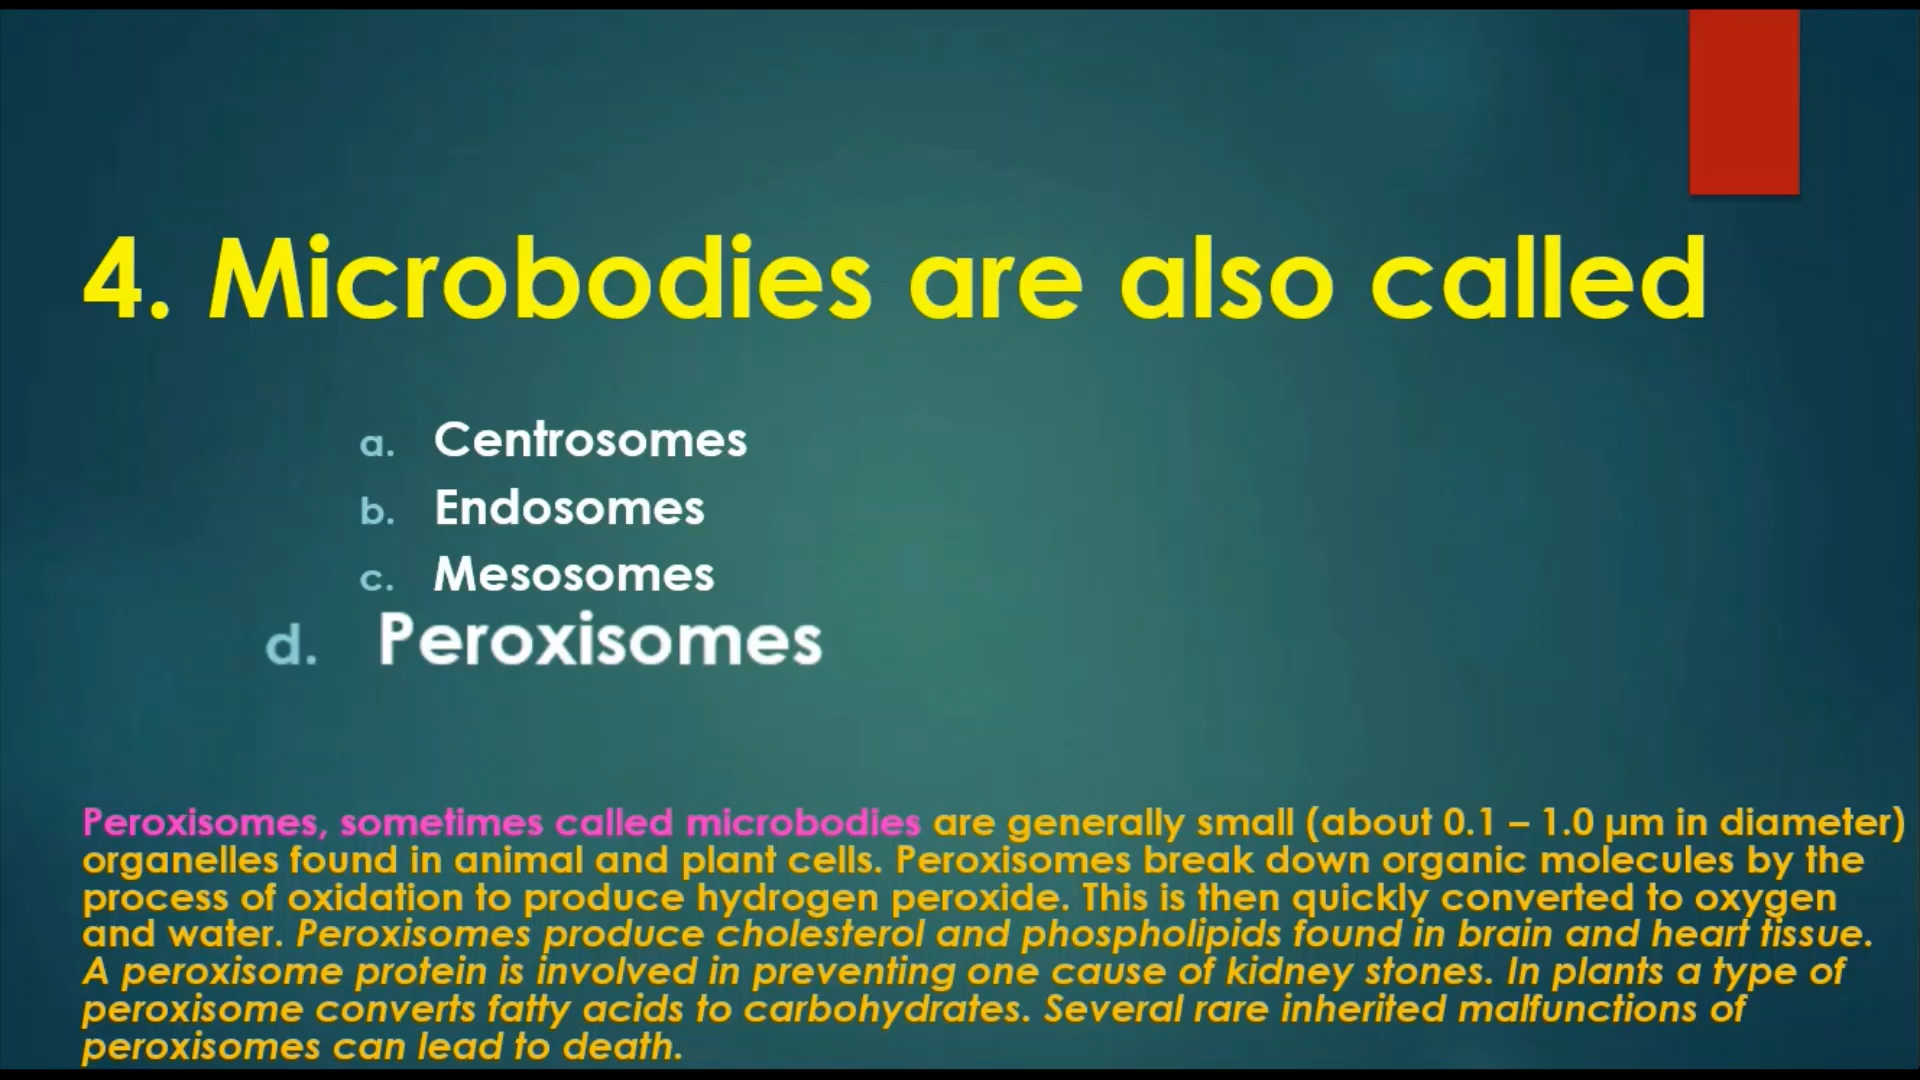 4. Microbodies are also called
a. Centrosomes
b. Endosomes
c. Mesosomes
d. Peroxisomes
Peroxisomes, sometimes called microbodies are generally small (about 0.1 – 1.0 µm in diameter)
organelles found in animal and plant cells. Peroxisomes break down organic molecules by the
process of oxidation to produce hydrogen peroxide. This is then quickly converted to oxygen
and water. Peroxisomes produce cholesterol and phospholipids found in brain and heart tissue.
A peroxisome protein is involved in preventing one cause of kidney stones. In plants a type of
peroxisome converts fatty acids to carbohydrates. Several rare inherited malfunctions of
peroxisomes can lead to death.